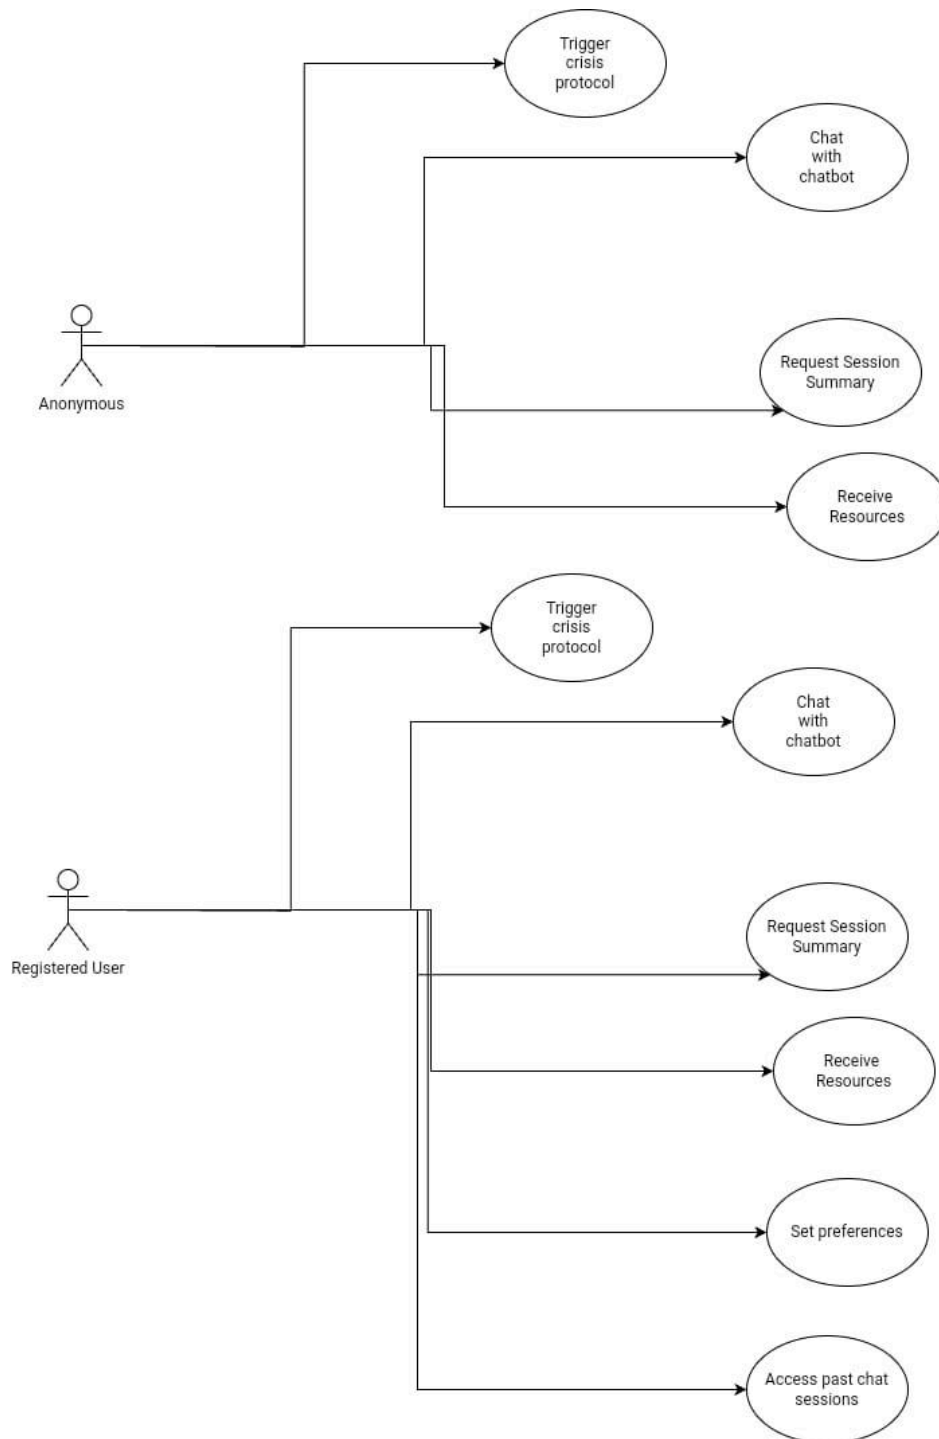 Trigger
crisis
protocol
Chat
with
chatbot
Anonymous
Request Session
Summary
Receive
Resources
Trigger
crisis
protocol
Chat
with
chatbot
Registered User
Request Session
Summary
Receive
Resources
Set preferences
Access past chat
sessions